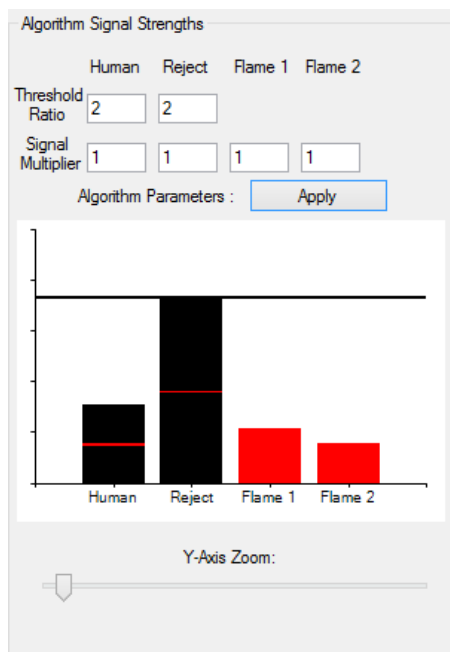 Algorithm Signal Strengths
Human Reject Flame 1 Flame 2
Threshold
Ratio 2 2
Signal
Multiplier 1 1 1 1
Algorithm Parameters : Apply
Human Reject Flame 1 Flame 2
Y-Axis Zoom: